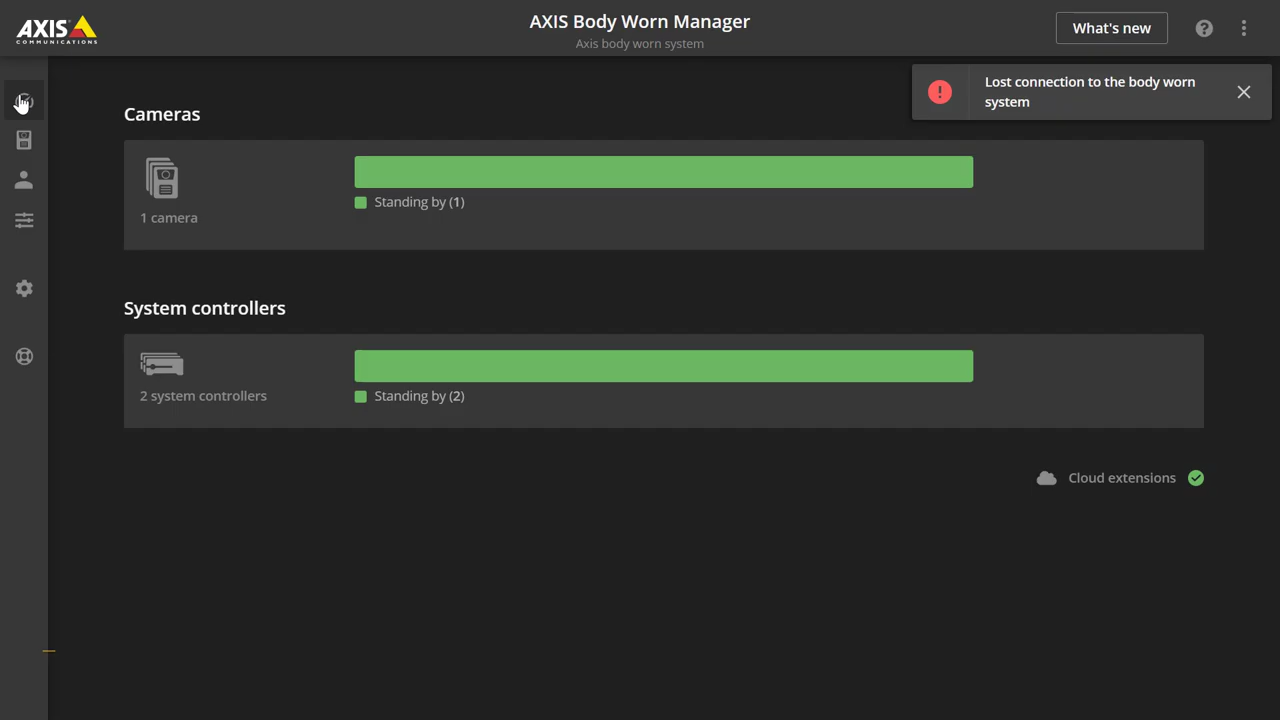 AXIS
COMMUNICATIONS
AXIS Body Worn Manager
Axis body worn system
What's new
Lost connection to the body worn
system
Cameras
1 camera
Standing by (1)
System controllers
2 system controllers
Standing by (2)
Cloud extensions